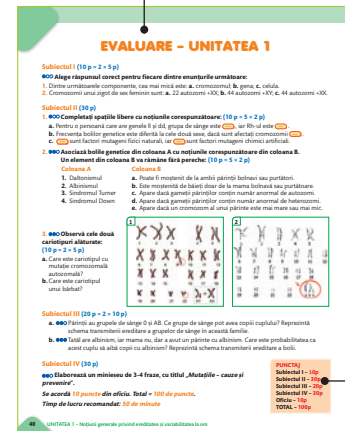 EVALUARE – UNITATEA 1
Subiectul I (10 p = 2 × 5 p)
Alege răspunsul corect pentru fiecare dintre enunțurile următoare:
1. Dintre următoarele componente, cea mai mică este: a. cromozomul; b. gena; c. celula.
2. Cromozomii unui zigot de sex feminin sunt: a. 22 autozomi +XX; b. 44 autozomi +XY; c. 44 autozomi +XX.
Subiectul II (30 p)
1. Completați spațiile libere cu noțiunile corespunzătoare: (10 p = 5 × 2 p)
a. Pentru o persoană care are genele ii și dd, grupa de sânge este ..., iar Rh-ul este ...
b. Frecvența bolilor genetice este diferită la cele două sexe, dacă sunt afectați cromozomii ...
c. ... sunt factori mutageni fizici naturali, iar ... sunt factori mutageni chimici artificiali.
2. Asociază bolile genetice din coloana A cu noțiunile corespunzătoare din coloana B.
Un element din coloana B va rămâne fără pereche: (10 p = 5 × 2 p)
Coloana A Coloana B
1. Daltonismul a. Poate fi moștenit de la ambii părinți bolnavi sau purtători.
2. Albinismul b. Este moștenită de băieți doar de la mama bolnavă sau purtătoare.
3. Sindromul Turner c. Apare dacă gameții părinților conțin număr anormal de autozomi.
4. Sindromul Down d. Apare dacă gameții părinților conțin număr anormal de heterozomi.
e. Apare dacă un cromozom al unui părinte este mai mare sau mai mic.
3. Observă cele două
cariotipuri alăturate:
(10 p = 2 × 5 p)
a. Care este cariotipul cu
mutație cromozomală
autozomală?
b. Care este cariotipul
unui bărbat?
1
2
Subiectul III (20 p = 2 × 10 p)
a. Părinții au grupele de sânge 0 și AB. Ce grupe de sânge pot avea copiii cuplului? Reprezintă
schema transmiterii ereditare a grupelor de sânge în această familie.
b. Tatăl are albinism, iar mama nu, dar a avut un părinte cu albinism. Care este probabilitatea ca
acest cuplu să aibă copii cu albinism? Reprezintă schema transmiterii ereditare a bolii.
Subiectul IV (30 p)
Elaborează un minieseu de 3-4 fraze, cu titlul „Mutațiile – cauze și
prevenire”.
Se acordă 10 puncte din oficiu. Total = 100 de puncte.
Timp de lucru recomandat: 50 de minute
PUNCTAJ
Subiectul I – 10p
Subiectul II – 30p
Subiectul III – 20p
Subiectul IV – 30p
Oficiu – 10p
TOTAL – 100p
48 UNITATEA 1 - Noțiuni generale privind ereditatea și variabilitatea la om